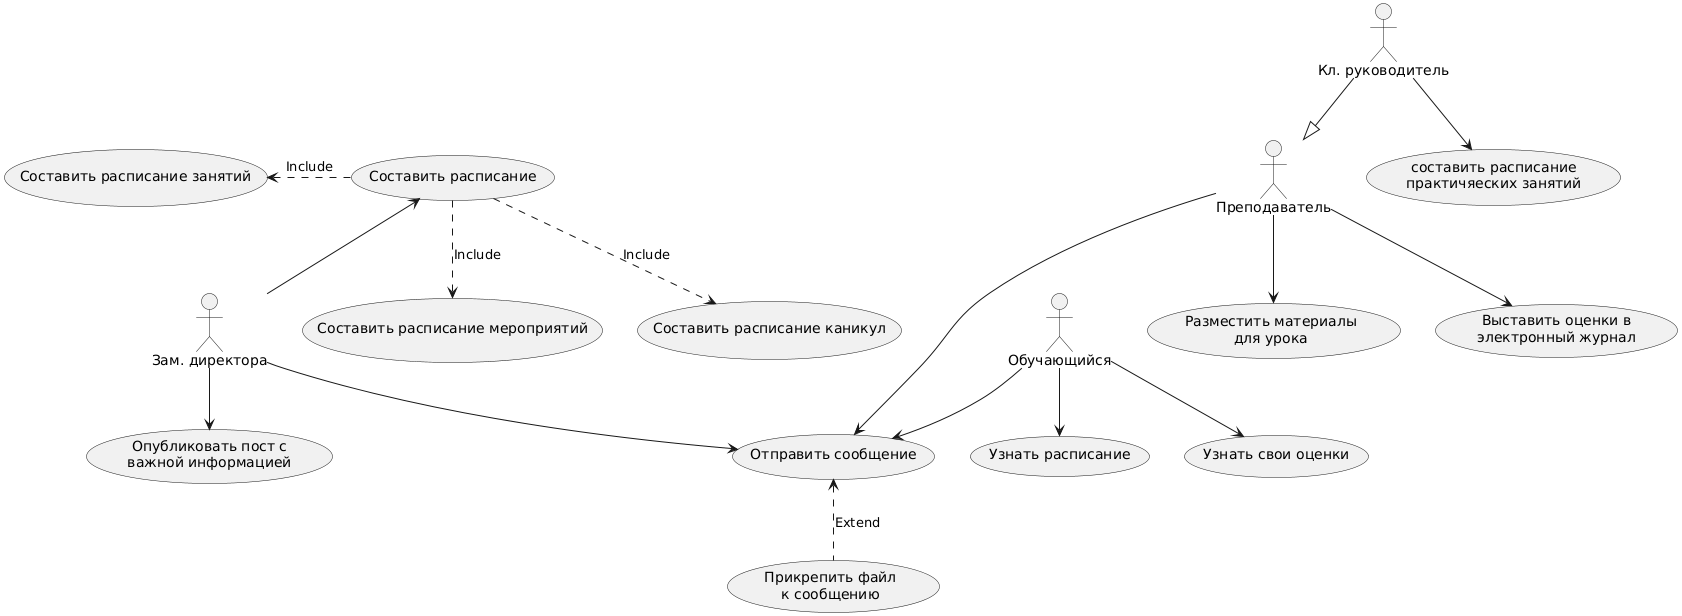 Кл. руководитель
составить расписание
практичяеских занятий
Include
Составить расписание занятий
Составить расписание
Преподаватель
Include
Include
Составить расписание мероприятий
Составить расписание каникул
Разместить материалы
для урока
Выставить оценки в
электронный журнал
Зам. директора
Обучающийся
Опубликовать пост с
важной информацией
Отправить сообщение
Узнать расписание
Узнать свои оценки
Extend
Прикрепить файл
к сообщению